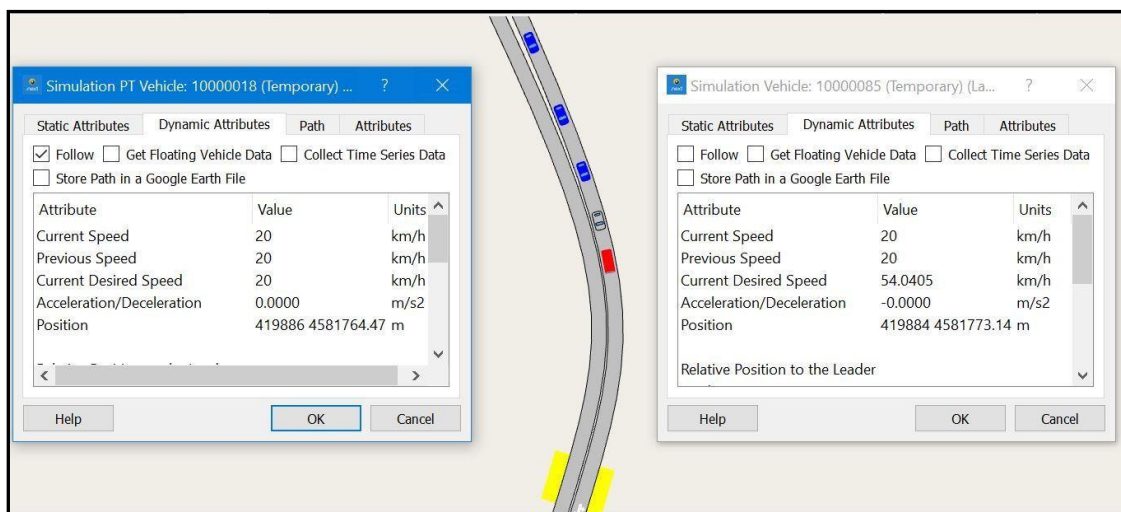 Simulation PT Vehicle: 10000018 (Temporary) ... ?
Static Attributes Dynamic Attributes Path Attributes
Follow Get Floating Vehicle Data Collect Time Series Data
Store Path in a Google Earth File
Attribute Value Units
Current Speed 20 km/h
Previous Speed 20 km/h
Current Desired Speed 20 km/h
Acceleration/Deceleration 0.0000 m/s2
Position 419886 4581764.47 m
Help OK Cancel
Simulation Vehicle: 10000085 (Temporary) (La... ?
Static Attributes Dynamic Attributes Path Attributes
Follow Get Floating Vehicle Data Collect Time Series Data
Store Path in a Google Earth File
Attribute Value Units
Current Speed 20 km/h
Previous Speed 20 km/h
Current Desired Speed 54.0405 km/h
Acceleration/Deceleration -0.0000 m/s2
Position 419884 4581773.14 m
Relative Position to the Leader
Help OK Cancel